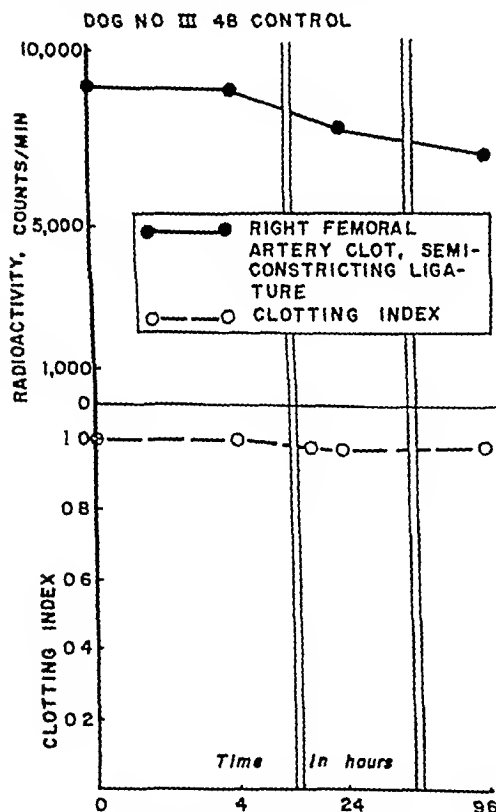 DOG NO III 4B CONTROL
10,000
5,000
1,000
0
RADIOACTIVITY, COUNTS/MIN
RIGHT FEMORAL
ARTERY CLOT, SEMI-
CONSTRICTING LIGA-
TURE
CLOTTING INDEX
1 0
0 8
0 6
0 4
0 2
CLOTTING INDEX
Time in hours
0 4 24 96